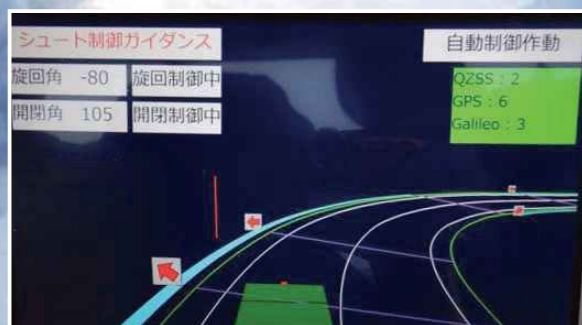 シュート制御ガイダンス
自動制御作動
旋回角 -80 旋回制御中
開閉角 105 開閉制御中
QZSS : 2
GPS : 6
Galileo : 3